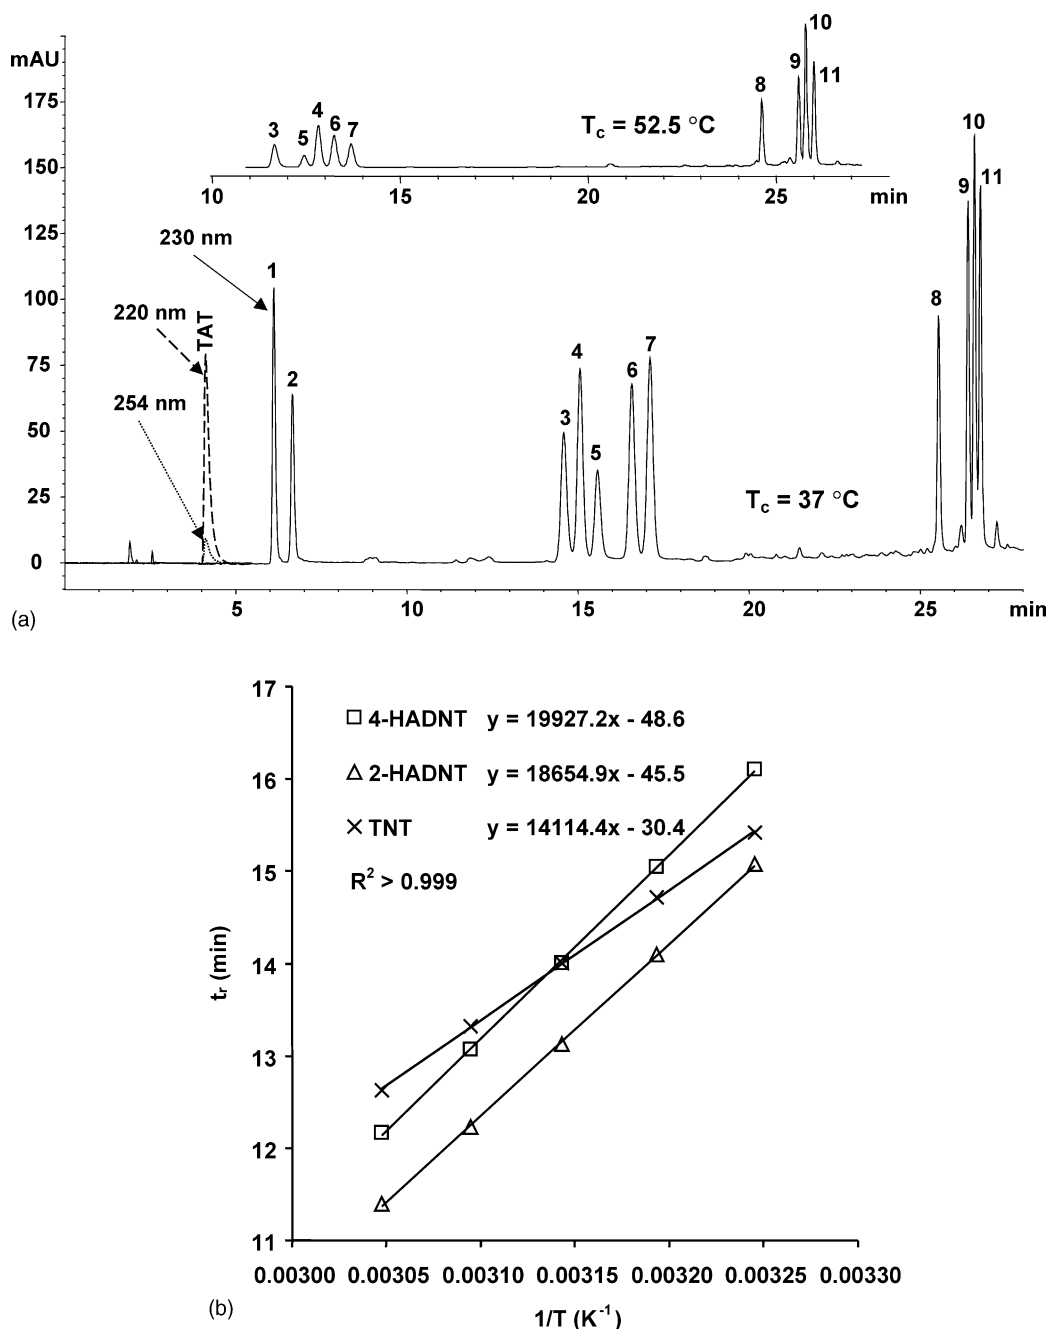 mAU
175
150
125
100
75
50
25
0
3
5
4
6
7
8
9
10
11
Tc = 52.5 °C
10
15
20
25
min
230 nm
220 nm
254 nm
TAT
1
2
3
4
5
6
7
8
9
10
11
Tc = 37 °C
5
10
15
20
25
min
(a)
17
16
15
14
13
12
11
tr (min)
4-HADNT y = 19927.2x - 48.6
2-HADNT y = 18654.9x - 45.5
TNT y = 14114.4x - 30.4
R² > 0.999
0.00300 0.00305 0.00310 0.00315 0.00320 0.00325 0.00330
(b)
1/T (K⁻¹)